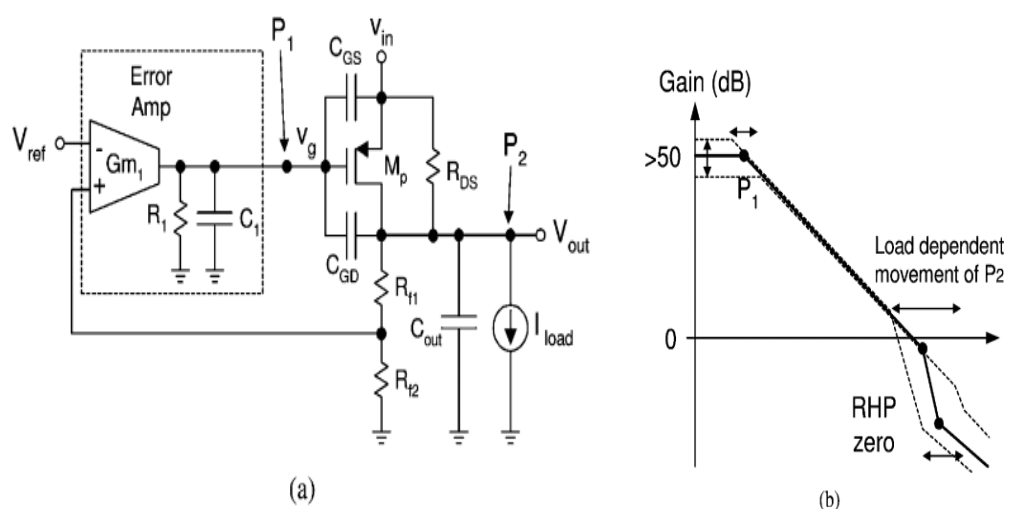 Error
Amp
P1
Vin
CGS
Vref
-
Gm1
+
Vg
Mp
RDS
P2
R1
C1
CGD
Vout
Rf1
Cout
Iload
Rf2
(a)
Gain (dB)
>50
P1
Load dependent
movement of P2
0
RHP
zero
(b)